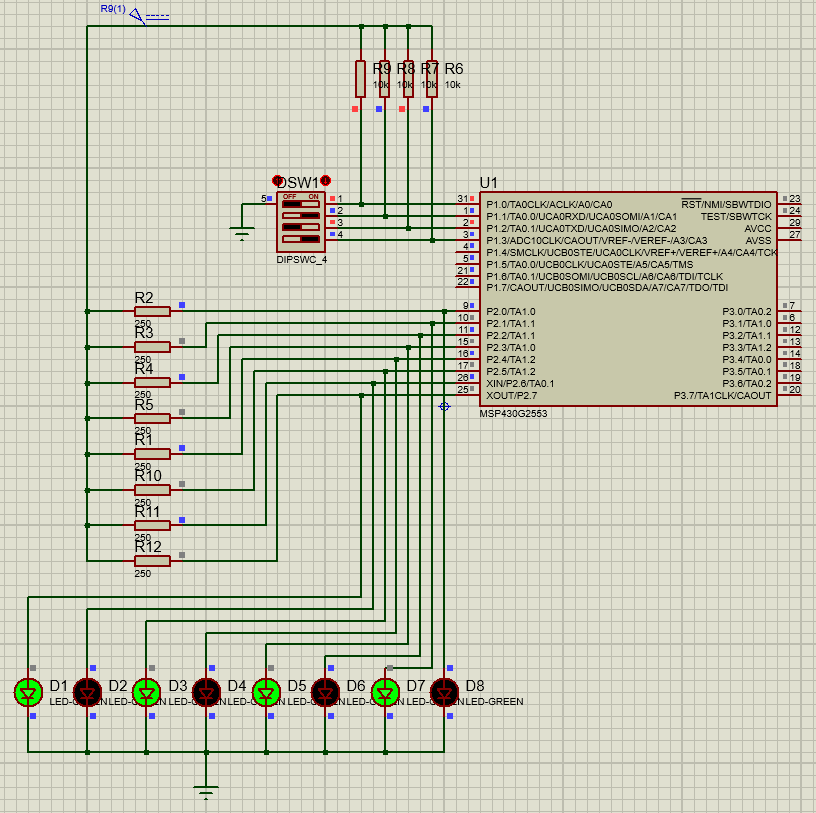 R9(1)
R9 R8 R7 R6
10k 10k 10k 10k
DSW1
OFF ON
5
1
2
3
4
DIPSWC_4
U1
31 P1.0/TA0CLK/ACLK/A0/CA0
1 P1.1/TA0.0/UCA0RXD/UCA0SOMI/A1/CA1
2 P1.2/TA0.1/UCA0TXD/UCA0SIMO/A2/CA2
3 P1.3/ADC10CLK/CAOUT/VREF-/VEREF-/A3/CA3
4 P1.4/SMCLK/UCB0STE/UCA0CLK/VREF+/VEREF+/A4/CA4/TCK
5 P1.5/TA0.0/UCB0CLK/UCA0STE/A5/CA5/TMS
21 P1.6/TA0.1/UCB0SOMI/UCB0SCL/A6/CA6/TDI/TCLK
22 P1.7/CAOUT/UCB0SIMO/UCB0SDA/A7/CA7/TDO/TDI
RST/NMI/SBWTDIO 23
TEST/SBWTCK 24
AVCC 29
AVSS 27
9 P2.0/TA1.0
10 P2.1/TA1.1
11 P2.2/TA1.1
15 P2.3/TA1.0
16 P2.4/TA1.2
17 P2.5/TA1.2
26 XIN/P2.6/TA0.1
25 XOUT/P2.7
P3.0/TA0.2 7
P3.1/TA1.0 6
P3.2/TA1.1 12
P3.3/TA1.2 13
P3.4/TA0.0 14
P3.5/TA0.1 18
P3.6/TA0.2 19
P3.7/TA1CLK/CAOUT 20
MSP430G2553
R2
250
R3
250
R4
250
R5
250
R1
250
R10
250
R11
250
R12
250
D1 D2 D3 D4 D5 D6 D7 D8
LED-GREEN LED-GREEN LED-GREEN LED-GREEN LED-GREEN LED-GREEN LED-GREEN LED-GREEN